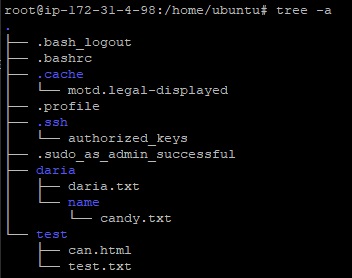 root@ip-172-31-4-98:/home/ubuntu# tree -a
.
├── .bash_logout
├── .bashrc
├── .cache
│   └── motd.legal-displayed
├── .profile
├── .ssh
│   └── authorized_keys
├── .sudo_as_admin_successful
├── daria
│   ├── daria.txt
│   └── name
│       └── candy.txt
└── test
    ├── can.html
    └── test.txt